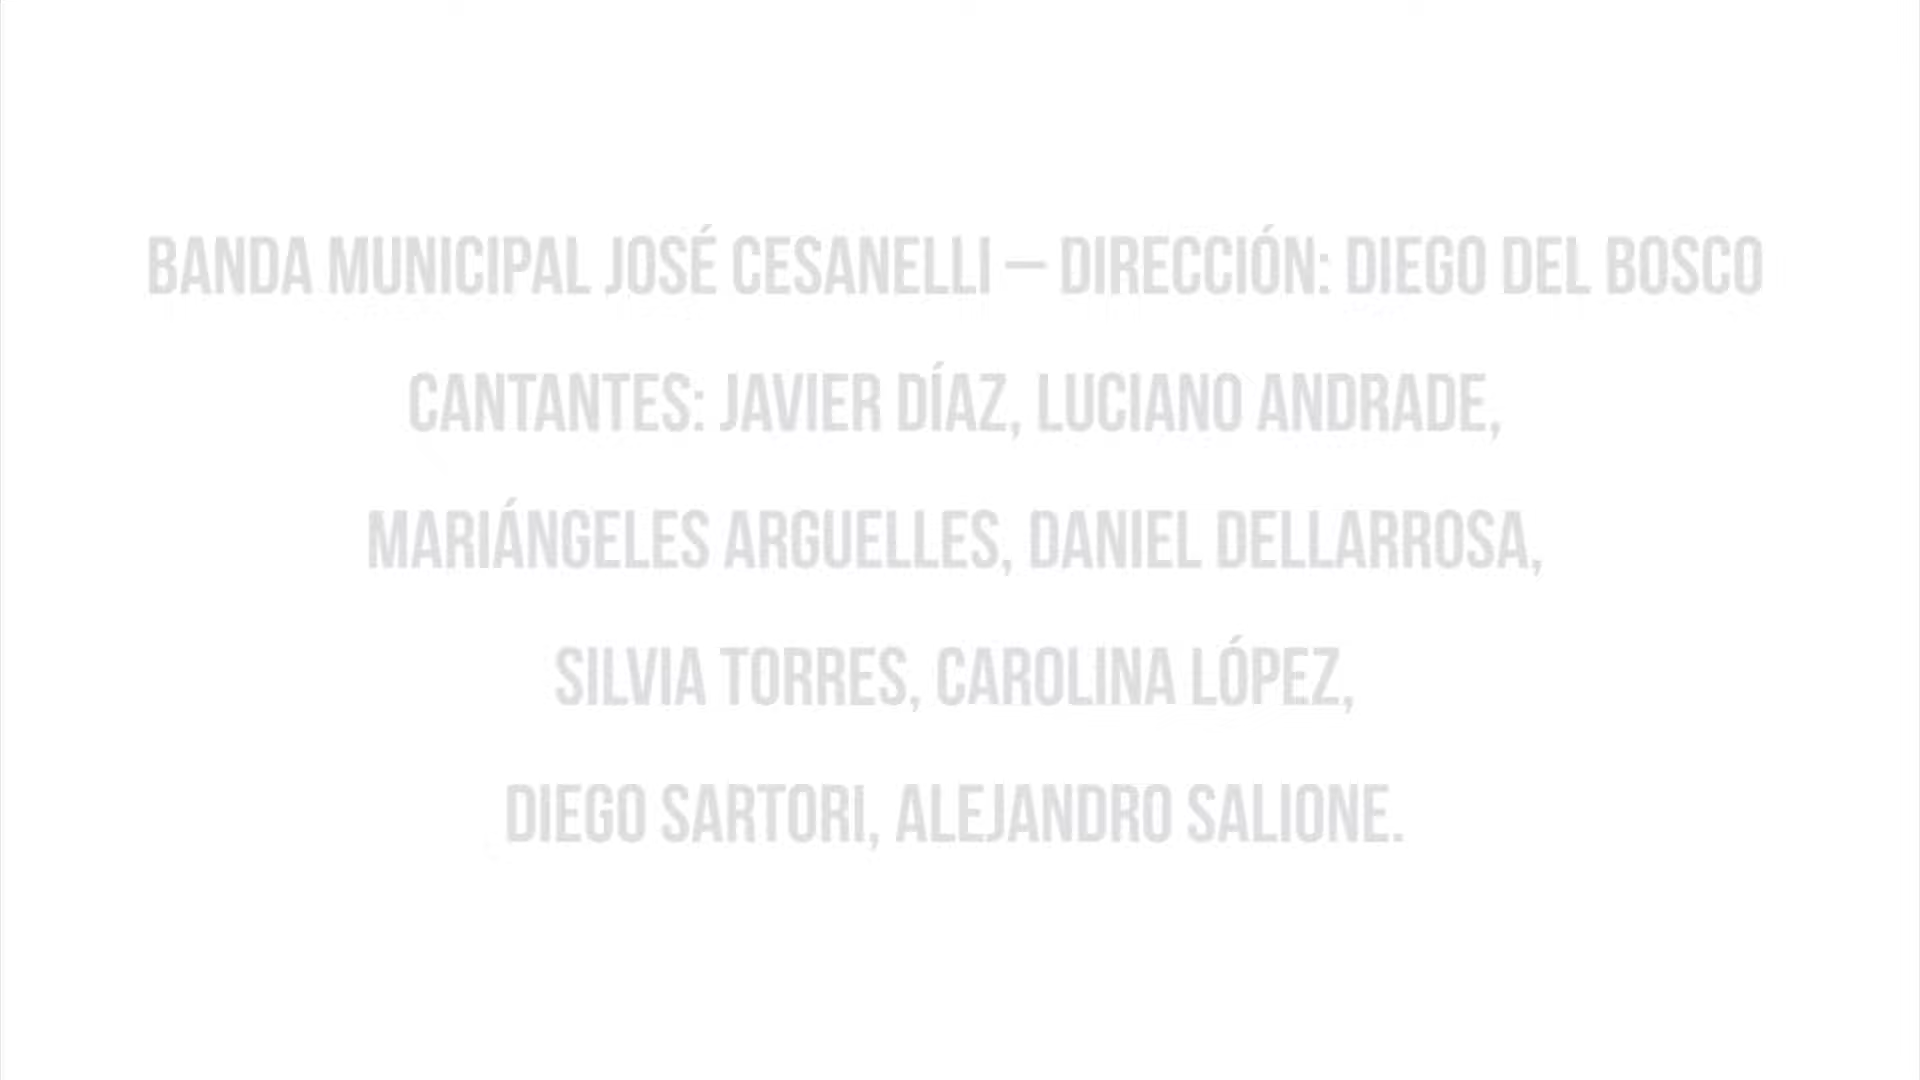 BANDA MUNICIPAL JOSÉ CESANELLI – DIRECCIÓN: DIEGO DEL BOSCO
CANTANTES: JAVIER DÍAZ, LUCIANO ANDRADE,
MARIÁNGELES ARGUELLES, DANIEL DELLARROSA,
SILVIA TORRES, CAROLINA LÓPEZ,
DIEGO SARTORI, ALEJANDRO SALIONE.